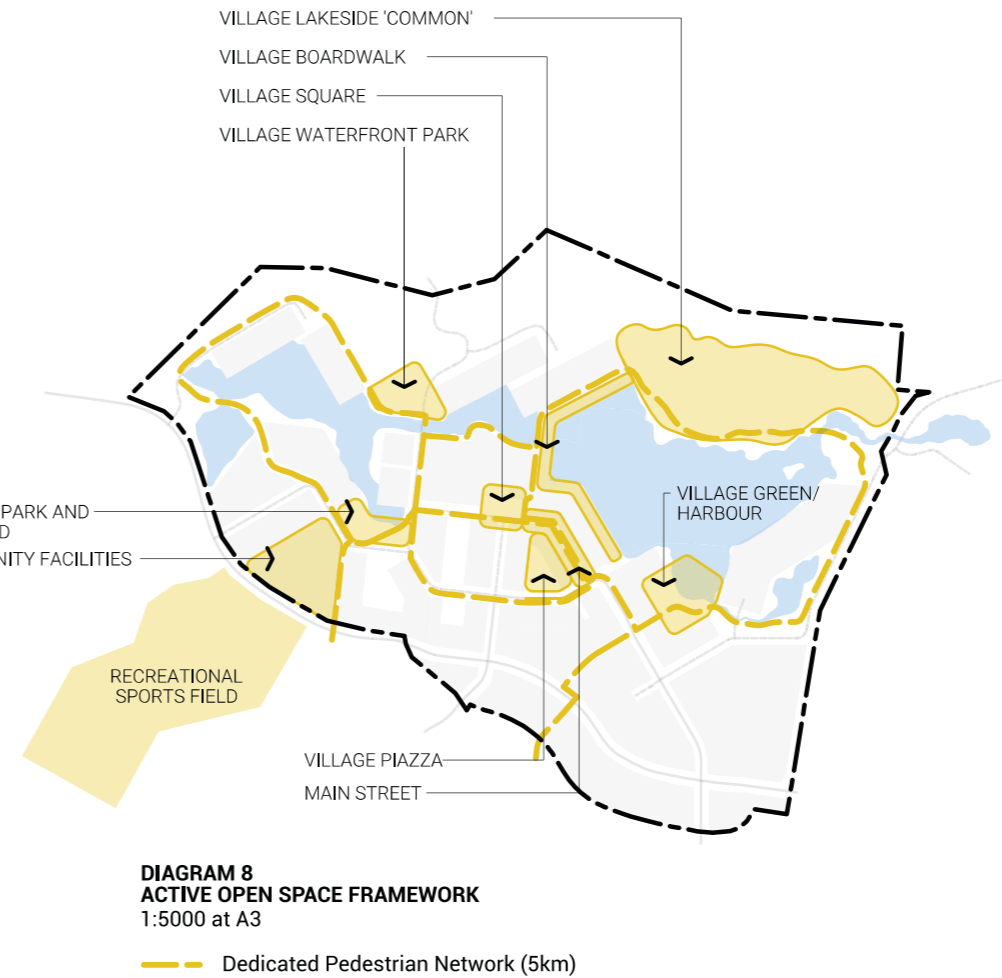 VILLAGE LAKESIDE 'COMMON'
VILLAGE BOARDWALK
VILLAGE SQUARE
VILLAGE WATERFRONT PARK
PARK AND
VILLAGE GREEN/
HARBOUR
NITY FACILITIES
RECREATIONAL
SPORTS FIELD
VILLAGE PIAZZA
MAIN STREET
DIAGRAM 8
ACTIVE OPEN SPACE FRAMEWORK
1:5000 at A3
Dedicated Pedestrian Network (5km)